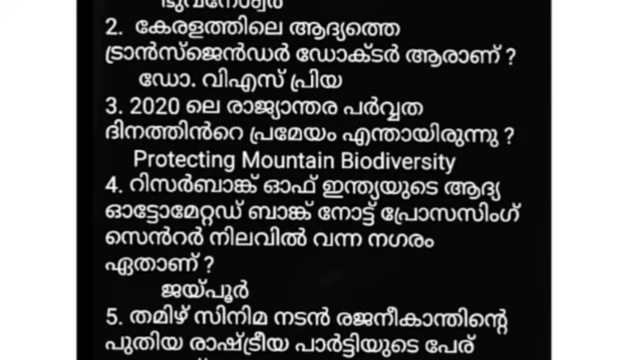 ഭുവനേശ്വർ
2. കേരളത്തിലെ ആദ്യത്തെ
ട്രാൻസ്ജെൻഡർ ഡോക്ടർ ആരാണ് ?
ഡോ. വിഎസ് പ്രിയ
3. 2020 ലെ രാജ്യാന്തര പർവ്വത
ദിനത്തിൻറെ പ്രമേയം എന്തായിരുന്നു ?
Protecting Mountain Biodiversity
4. റിസർബാങ്ക് ഓഫ് ഇന്ത്യയുടെ ആദ്യ
ഓട്ടോമേറ്റഡ് ബാങ്ക് നോട്ട് പ്രോസസിംഗ്
സെൻറർ നിലവിൽ വന്ന നഗരം
ഏതാണ് ?
ജയ്പൂർ
5. തമിഴ് സിനിമ നടൻ രജനീകാന്തിന്റെ
പുതിയ രാഷ്ട്രീയ പാർട്ടിയുടെ പേര്